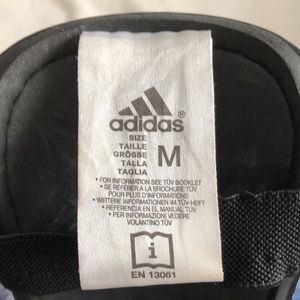 adidas®
SIZE
TAILLE
GRÖSSE
TALLA
TAGLIA
M
• FOR INFORMATION SEE TÜV BOOKLET
• SE REFERER A LA BROCHURE TÜV
POUR PLUS D'INFORMATIONS
• WEITERE INFORMATIONEN IM TÜV-HEFT
• REFERENCIA EN EL MANUAL TÜV
• PER INFORMAZIONI VEDERE
VOLANTINO TÜV
i
EN 13061